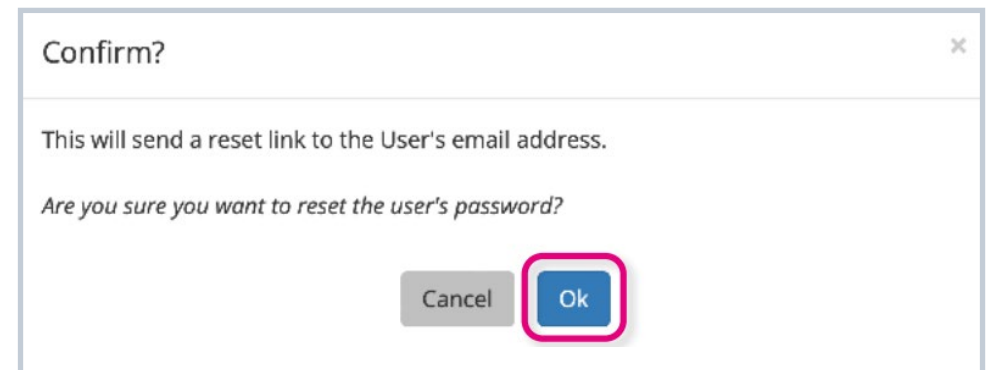 Confirm?
×
This will send a reset link to the User's email address.
Are you sure you want to reset the user's password?
Cancel
Ok